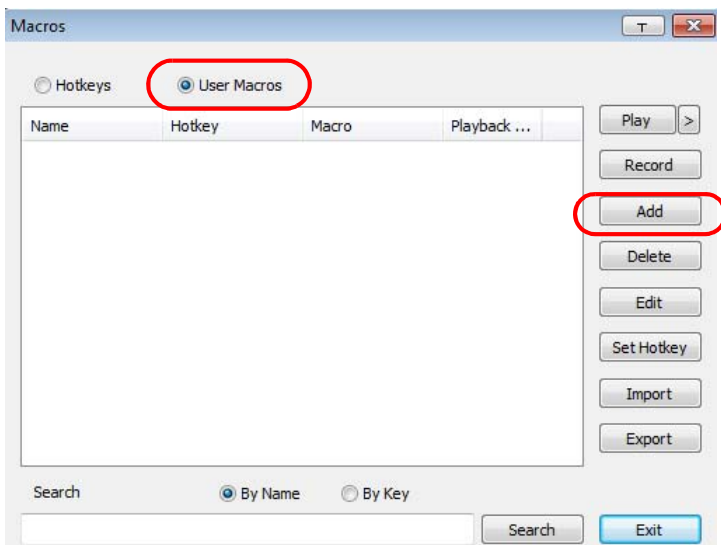 Macros
T
Hotkeys User Macros
Name Hotkey Macro Playback ...
Play >
Record
Add
Delete
Edit
Set Hotkey
Import
Export
Search By Name By Key
Search Exit